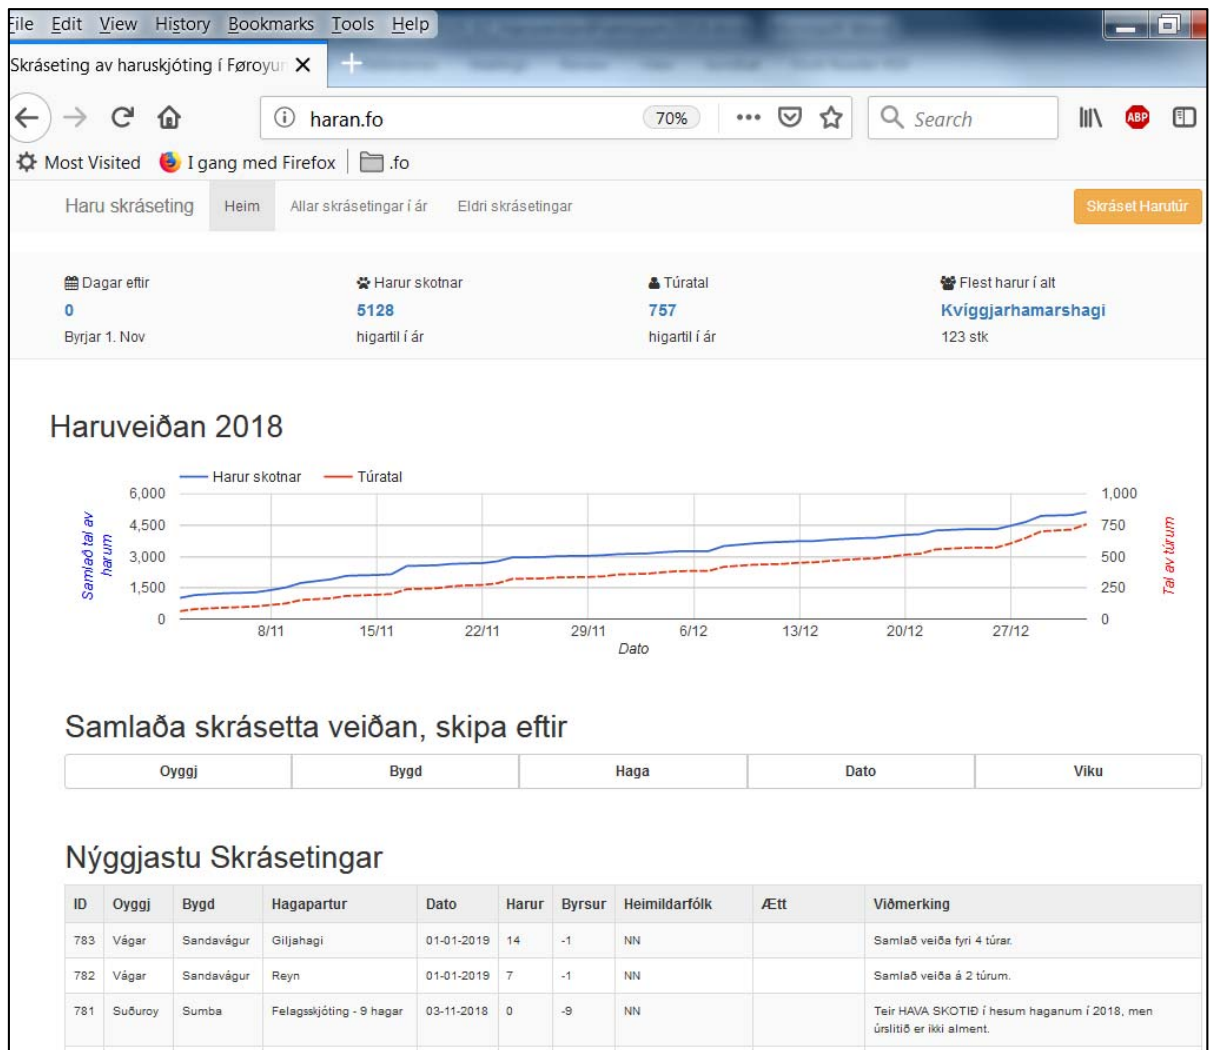 File Edit View History Bookmarks Tools Help
Skráseting av haruskjóting í Føroyun
haran.fo 70% Search ABP
Most Visited I gang med Firefox .fo
Haru skráseting Heim Allar skrásetingar í ár Eldri skrásetingar Skráset Harutúr
Dagar eftir Harur skotnar Túratal Flest harur í alt
0 5128 757 Kvíggjarhamarshagi
Byrjar 1. Nov higartil í ár higartil í ár 123 stk
Haruveiðan 2018
Harur skotnar Túratal
6,000 1,000
4,500 750
3,000 500
1,500 250
0 0
Samlað tal av
harum
Tal av túrum
8/11 15/11 22/11 29/11 6/12 13/12 20/12 27/12
Dato
Samlaða skrásetta veiðan, skipa eftir
Oyggj Bygd Haga Dato Viku
Nýggjastu Skrásetingar
ID Oyggj Bygd Hagapartur Dato Harur Byrsur Heimildarfólk Ætt Viðmerking
783 Vágar Sandavágur Giljahagi 01-01-2019 14 -1 NN Samlað veiða fyri 4 túrar.
782 Vágar Sandavágur Reyn 01-01-2019 7 -1 NN Samlað veiða á 2 túrum.
781 Suðuroy Sumba Felagsskjóting - 9 hagar 03-11-2018 0 -9 NN Teir HAVA SKOTIÐ í hesum haganum í 2018, men
úrslitið er ikki alment.